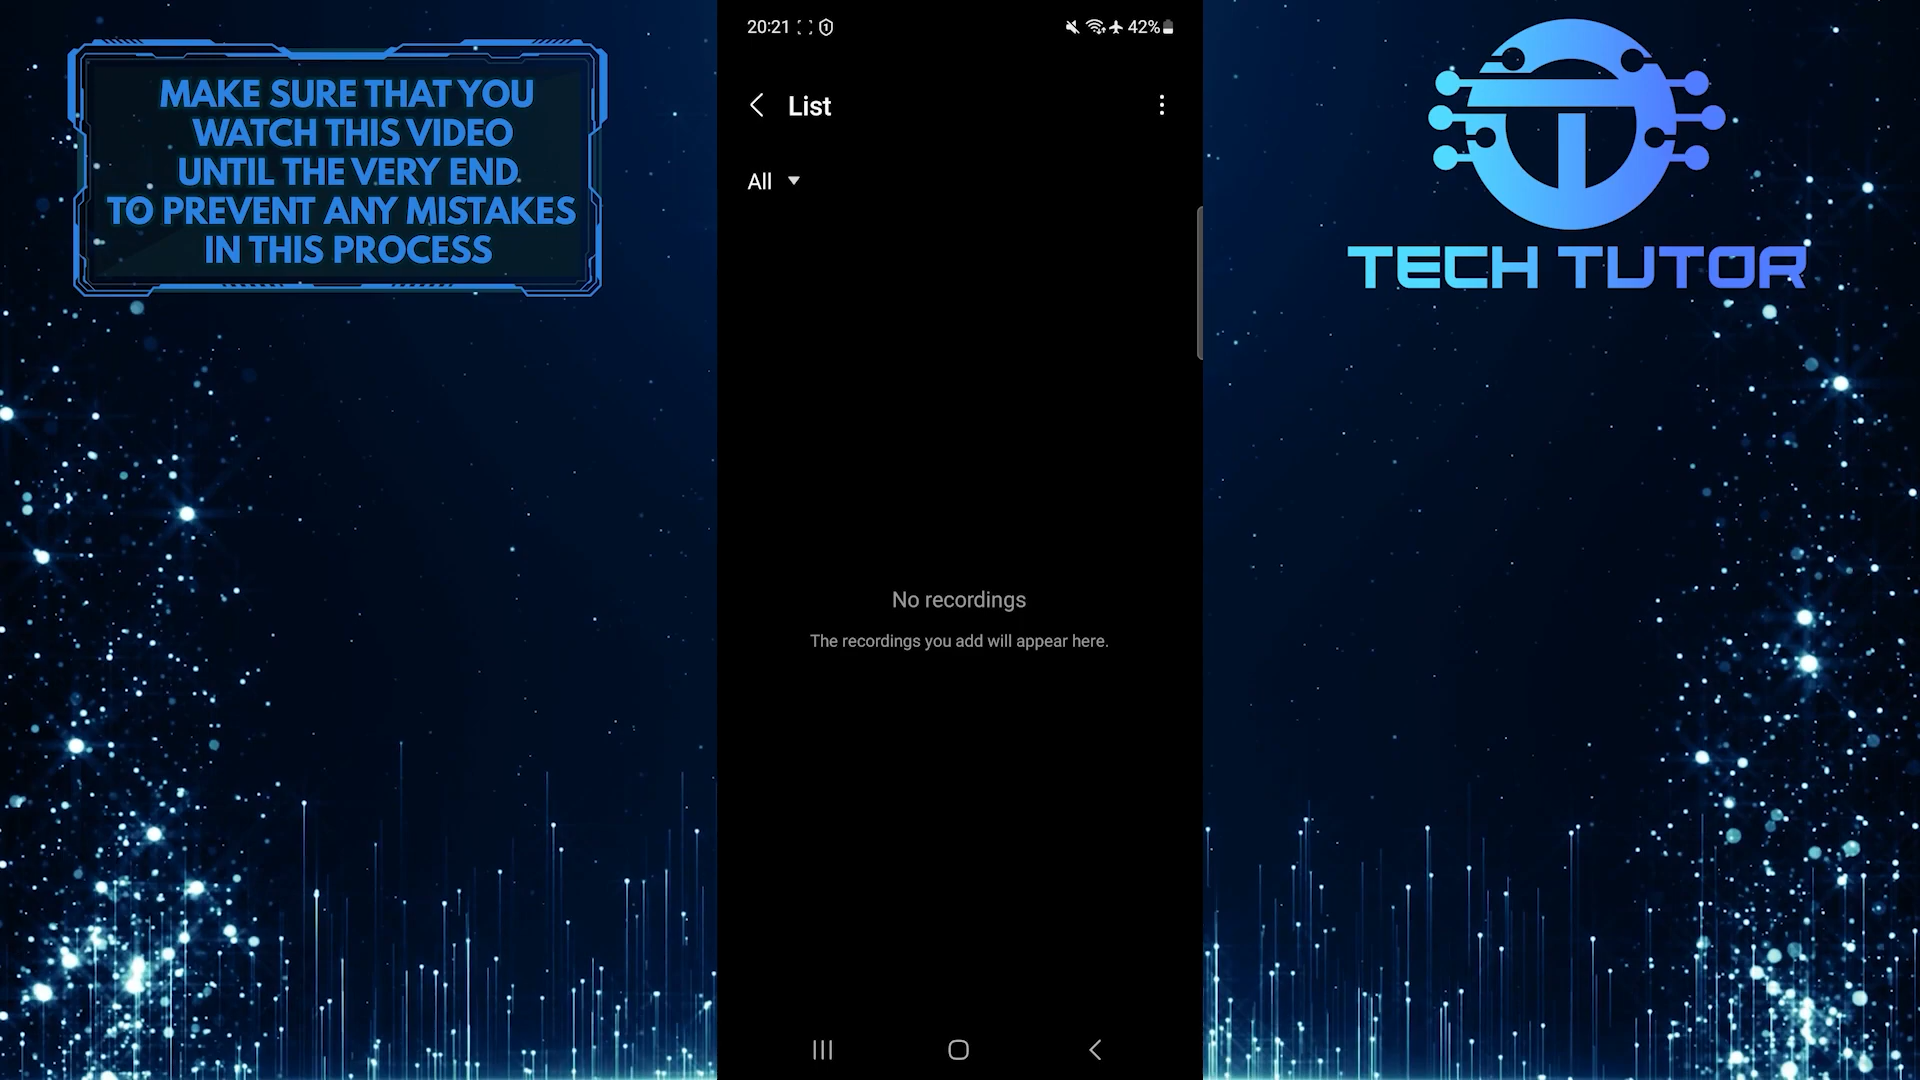 MAKE SURE THAT YOU
WATCH THIS VIDEO
UNTIL THE VERY END
TO PREVENT ANY MISTAKES
IN THIS PROCESS
20:21
42%
List
All
No recordings
The recordings you add will appear here.
TECH TUTOR